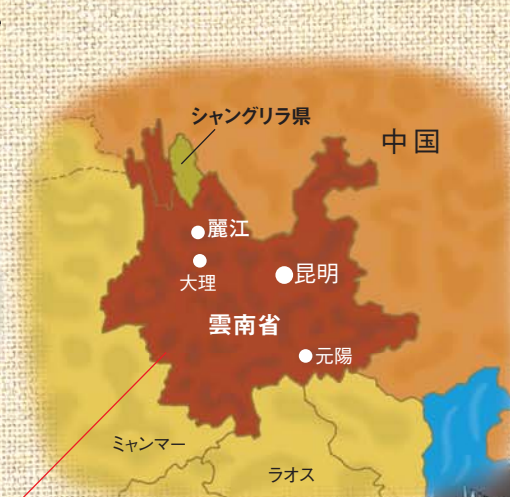 シャングリラ県
中国
麗江
大理
昆明
雲南省
元陽
ミャンマー
ラオス